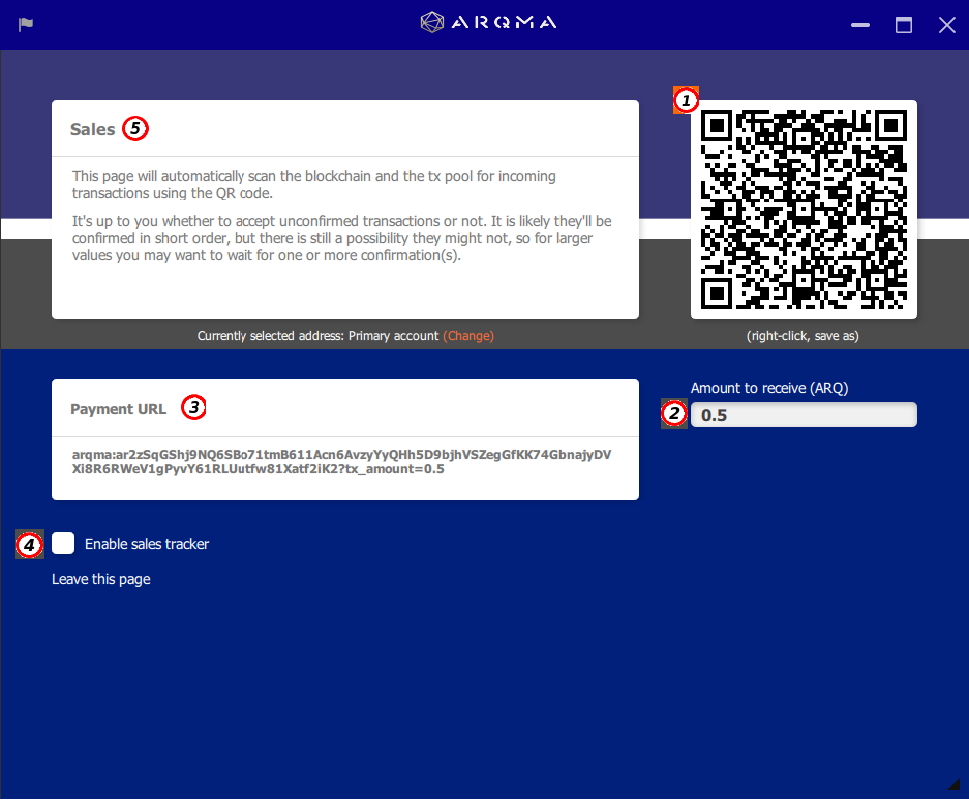 ARQMA
1
Sales 5
This page will automatically scan the blockchain and the tx pool for incoming
transactions using the QR code.
It's up to you whether to accept unconfirmed transactions or not. It is likely they'll be
confirmed in short order, but there is still a possibility they might not, so for larger
values you may want to wait for one or more confirmation(s).
Currently selected address: Primary account (Change)
(right-click, save as)
Payment URL 3
arqma:ar2zSqGShj9NQ6SBo71tmB611Acn6AvzyYyQHh5D9bjhVSZegGfKK74GbnajyDV
Xi8R6RWeV1gPyvY61RLUutfw81Xatf2iK2?tx_amount=0.5
Amount to receive (ARQ)
2 0.5
4 Enable sales tracker
Leave this page